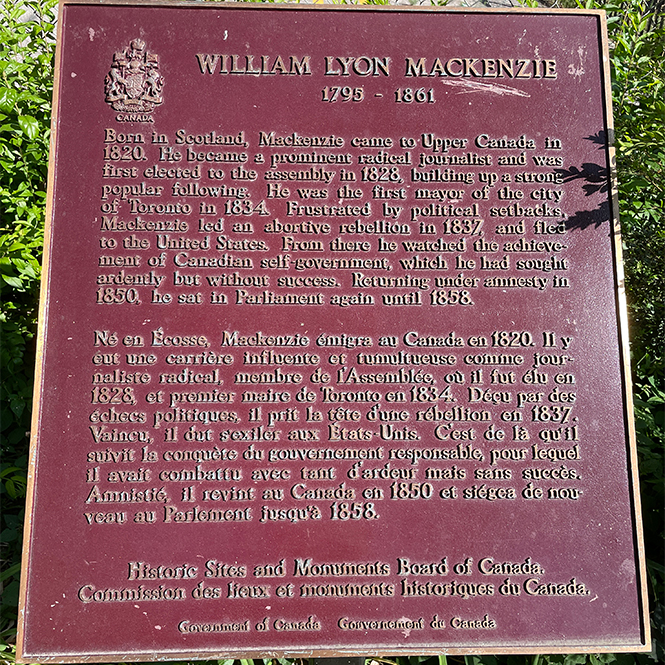 WILLIAM LYON MACKENZIE
1795 - 1861
CANADA
Born in Scotland, Mackenzie came to Upper Canada in
1820. He became a prominent radical journalist and was
first elected to the assembly in 1828, building up a strong
popular following. He was the first mayor of the city
of Toronto in 1834. Frustrated by political setbacks,
Mackenzie led an abortive rebellion in 1837, and fled
to the United States. From there he watched the achieve-
ment of Canadian self-government, which he had sought
ardently but without success. Returning under amnesty in
1850, he sat in Parliament again until 1858.
Né en Écosse, Mackenzie émigra au Canada en 1820. Il y
eut une carrière influente et tumultueuse comme jour-
naliste radical, membre de l'Assemblée, où il fut élu en
1828, et premier maire de Toronto en 1834. Déçu par des
échecs politiques, il prit la tête d'une rébellion en 1837.
Vaincu, il dut s'exiler aux États-Unis. C'est de là qu'il
suivit la conquête du gouvernement responsable, pour lequel
il avait combattu avec tant d'ardeur mais sans succès.
Amnistié, il revint au Canada en 1850 et siégea de nou-
veau au Parlement jusqu'à 1858.
Historic Sites and Monuments Board of Canada.
Commission des lieux et monuments historiques du Canada.
Government of Canada Gouvernement du Canada